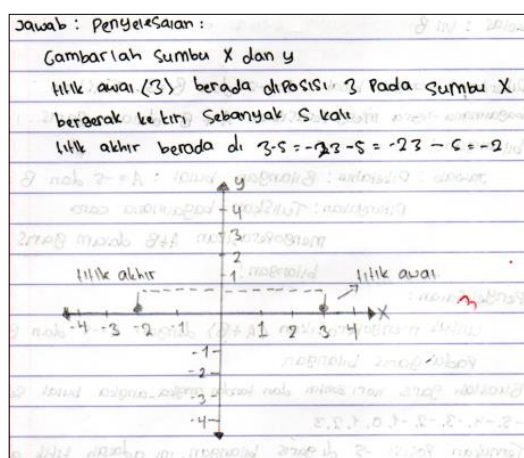 Jawab : Penyelesaian :
Gambarlah Sumbu X dan y
titik awal (3) berada diposisi 3 Pada Sumbu X
bergerak ke kiri Sebanyak 5 kali
titik akhir berada di 3-5 = -23-5 = -23 - 5 = -2
y
4
3
2
titik akhir 1 titik awal
3
-4 -3 -2 1 1 2 3 4 X
-1
-2
-3
-4